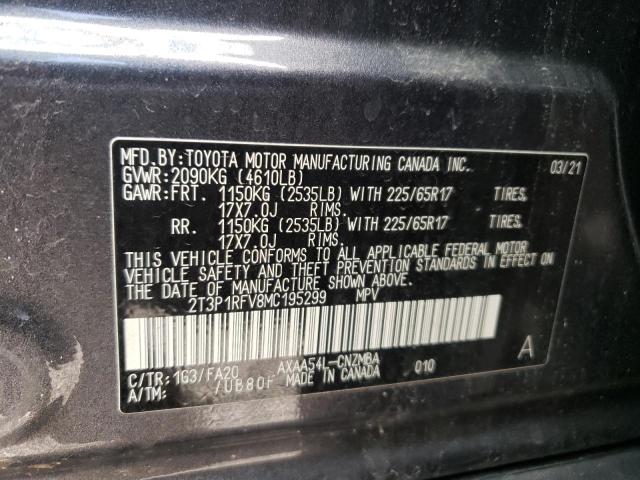 MFD.BY:TOYOTA MOTOR MANUFACTURING CANADA INC. 03/21
GVWR:2090KG (4610LB)
GAWR:FRT. 1150KG (2535LB) WITH 225/65R17 TIRES,
17X7.0J RIMS.
RR. 1150KG (2535LB) WITH 225/65R17 TIRES,
17X7.0J RIMS.
THIS VEHICLE CONFORMS TO ALL APPLICABLE FEDERAL MOTOR
VEHICLE SAFETY AND THEFT PREVENTION STANDARDS IN EFFECT ON
THE DATE OF MANUFACTURE SHOWN ABOVE.
2T3P1RFV8MC195299 MPV
C/TR:1G3/FA20 AXAA54L-CNZMBA 010 A
A/TM: /UB80F MADE IN CANADA